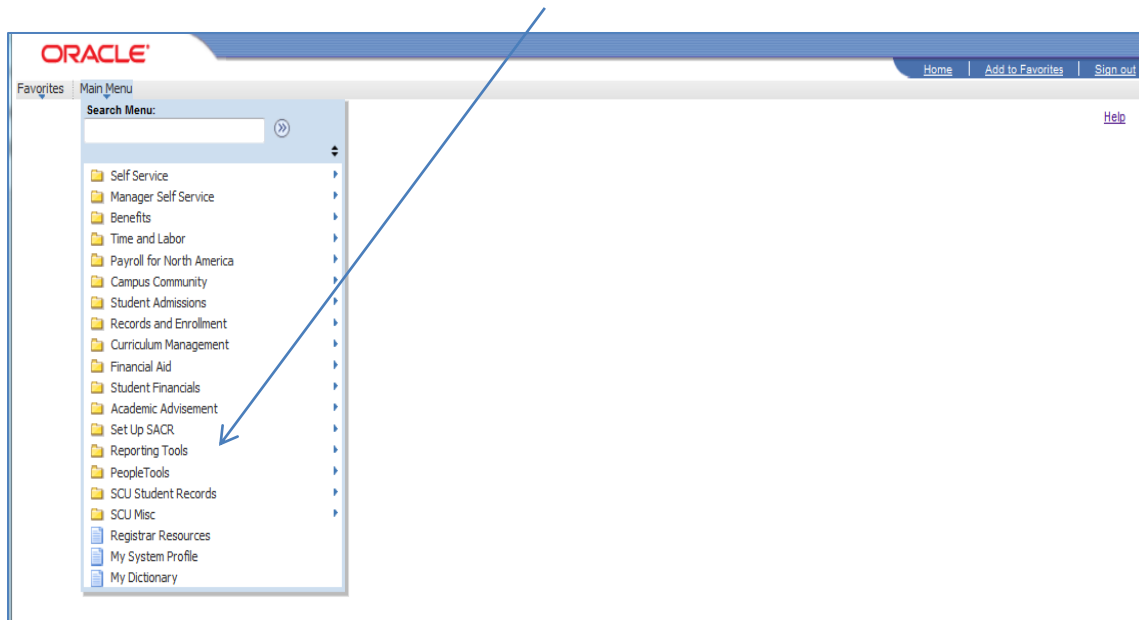 ORACLE
Home Add to Favorites Sign out
Favorites Main Menu
Search Menu:
Help
Self Service
Manager Self Service
Benefits
Time and Labor
Payroll for North America
Campus Community
Student Admissions
Records and Enrollment
Curriculum Management
Financial Aid
Student Financials
Academic Advisement
Set Up SACR
Reporting Tools
PeopleTools
SCU Student Records
SCU Misc
Registrar Resources
My System Profile
My Dictionary